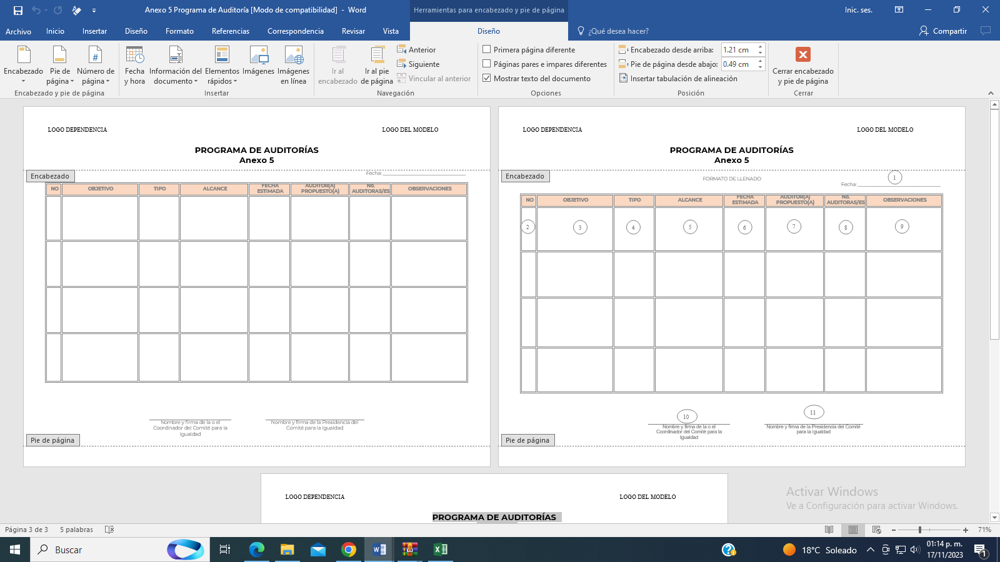 Anexo 5 Programa de Auditoría [Modo de compatibilidad] - Word
Herramientas para encabezado y pie de página
Inic. ses.
Archivo Inicio Insertar Diseño Formato Referencias Correspondencia Revisar Vista Diseño ¿Qué desea hacer? Compartir
Encabezado
Pie de página
Número de página
Encabezado y pie de página
Fecha y hora
Información del documento
Elementos rápidos
Imágenes
Imágenes en línea
Insertar
Ir al encabezado
Ir al pie de página
Anterior
Siguiente
Vincular al anterior
Navegación
Primera página diferente
Páginas pares e impares diferentes
Mostrar texto del documento
Opciones
Encabezado desde arriba: 1.21 cm
Pie de página desde abajo: 0.49 cm
Insertar tabulación de alineación
Posición
Cerrar encabezado y pie de página
Cerrar
LOGO DEPENDENCIA LOGO DEL MODELO
PROGRAMA DE AUDITORÍAS
Anexo 5
Encabezado
Fecha:
NO OBJETIVO TIPO ALCANCE FECHA ESTIMADA AUDITOR(A) PROPUESTO(A) No. AUDITORAS/ES OBSERVACIONES
Nombre y firma de la o el
Coordinador del Comité para la
Igualdad
Nombre y firma de la Presidencia del
Comité para la Igualdad
Pie de página
LOGO DEPENDENCIA LOGO DEL MODELO
PROGRAMA DE AUDITORÍAS
Anexo 5
Encabezado
FORMATO DE LLENADO
1
Fecha:
NO OBJETIVO TIPO ALCANCE FECHA ESTIMADA AUDITOR(A) PROPUESTO(A) No. AUDITORAS/ES OBSERVACIONES
2 3 4 5 6 7 8 9
10
Nombre y firma de la o el
Coordinador del Comité para la
Igualdad
11
Nombre y firma de la Presidencia del Comité
para la Igualdad
Pie de página
LOGO DEPENDENCIA LOGO DEL MODELO
PROGRAMA DE AUDITORÍAS
Activar Windows
Ve a Configuración para activar Windows.
Página 3 de 3 5 palabras
71%
Buscar
18°C Soleado
01:14 p. m.
17/11/2023
1